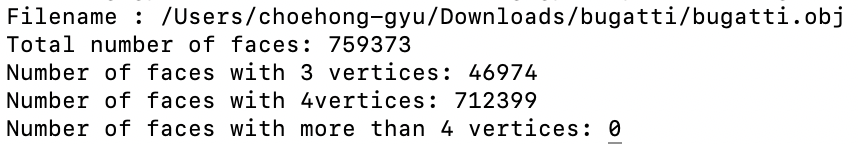 Filename : /Users/choehong-gyu/Downloads/bugatti/bugatti.obj
Total number of faces: 759373
Number of faces with 3 vertices: 46974
Number of faces with 4vertices: 712399
Number of faces with more than 4 vertices: 0